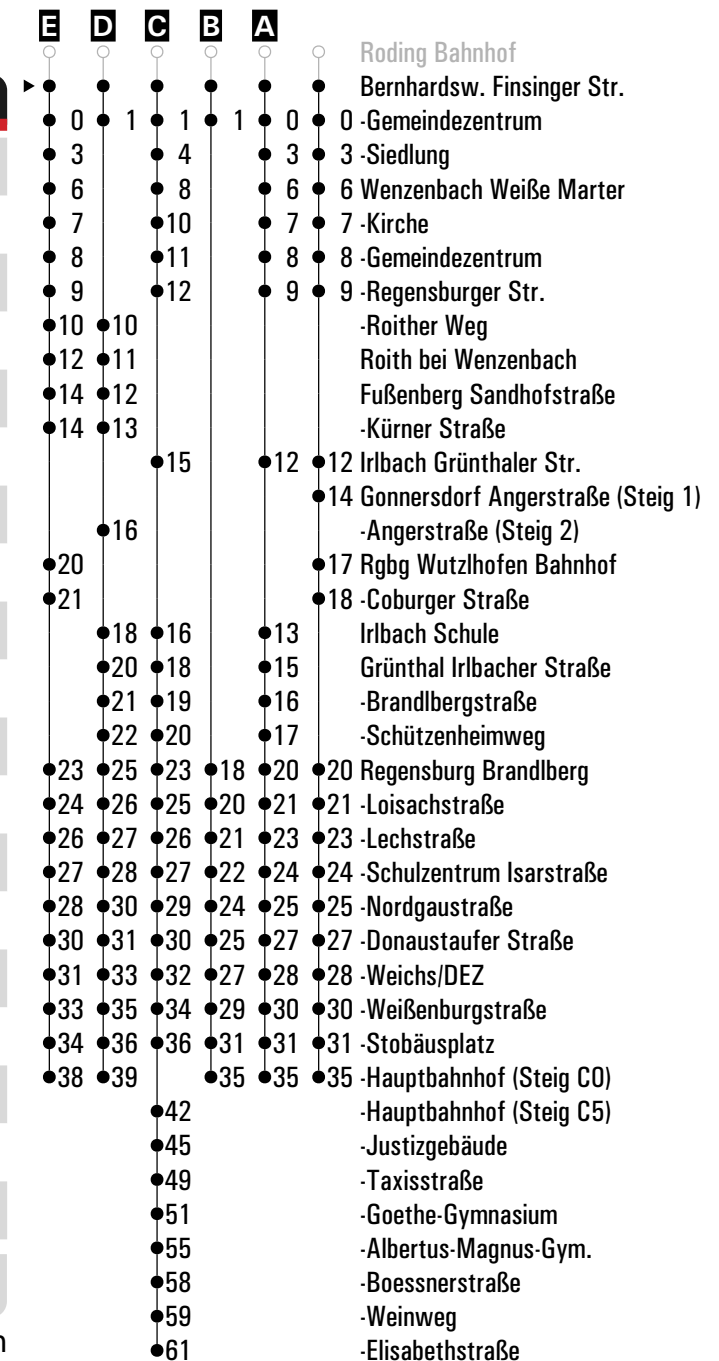 E D C B A
Roding Bahnhof
Bernhardsw. Finsinger Str.
0 1 1 1 0 0 -Gemeindezentrum
3 4 3 3 -Siedlung
6 8 6 6 Wenzenbach Weiße Marter
7 10 7 7 -Kirche
8 11 8 8 -Gemeindezentrum
9 12 9 9 -Regensburger Str.
10 10 -Roither Weg
12 11 Roith bei Wenzenbach
14 12 Fußenberg Sandhofstraße
14 13 -Kürner Straße
15 12 12 Irlbach Grünthaler Str.
14 Gonnersdorf Angerstraße (Steig 1)
16 -Angerstraße (Steig 2)
20 17 Rgbg Wutzlhofen Bahnhof
21 18 -Coburger Straße
18 16 13 Irlbach Schule
20 18 15 Grünthal Irlbacher Straße
21 19 16 -Brandlbergstraße
22 20 17 -Schützenheimweg
23 25 23 18 20 20 Regensburg Brandlberg
24 26 25 20 21 21 -Loisachstraße
26 27 26 21 23 23 -Lechstraße
27 28 27 22 24 24 -Schulzentrum Isarstraße
28 30 29 24 25 25 -Nordgaustraße
30 31 30 25 27 27 -Donaustaufer Straße
31 33 32 27 28 28 -Weichs/DEZ
33 35 34 29 30 30 -Weißenburgstraße
34 36 36 31 31 31 -Stobäusplatz
38 39 35 35 35 -Hauptbahnhof (Steig C0)
42 -Hauptbahnhof (Steig C5)
45 -Justizgebäude
49 -Taxisstraße
51 -Goethe-Gymnasium
55 -Albertus-Magnus-Gym.
58 -Boessnerstraße
59 -Weinweg
61 -Elisabethstraße